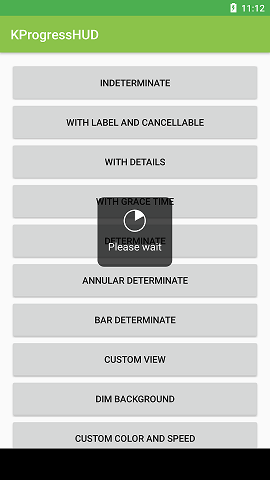 11:12
KProgressHUD
INDETERMINATE
WITH LABEL AND CANCELLABLE
WITH DETAILS
WITH GRACE TIME
DETERMINATE
Please wait
ANNULAR DETERMINATE
BAR DETERMINATE
CUSTOM VIEW
DIM BACKGROUND
CUSTOM COLOR AND SPEED